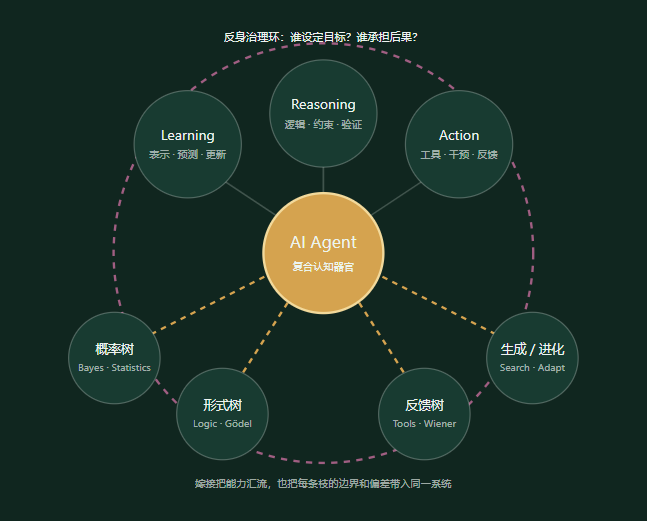 反身治理环：谁设定目标？谁承担后果？
Reasoning
逻辑 · 约束 · 验证
Learning
表示 · 预测 · 更新
Action
工具 · 干预 · 反馈
AI Agent
复合认知器官
概率树
Bayes · Statistics
生成 / 进化
Search · Adapt
形式树
Logic · Gödel
反馈树
Tools · Wiener
嫁接把能力汇流，也把每条枝的边界和偏差带入同一系统